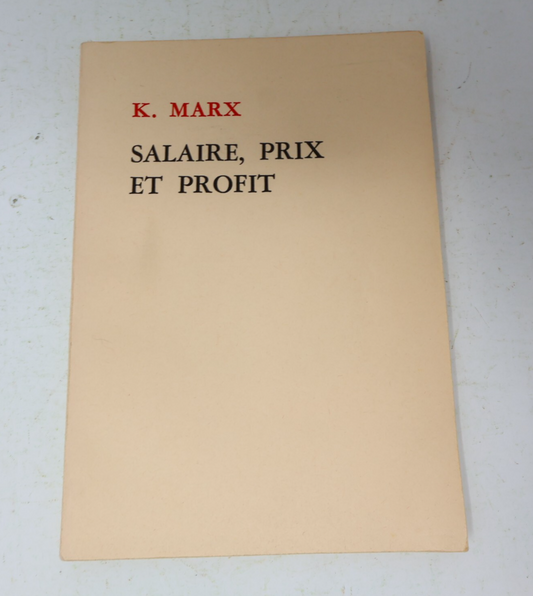 K. MARX
SALAIRE, PRIX
ET PROFIT